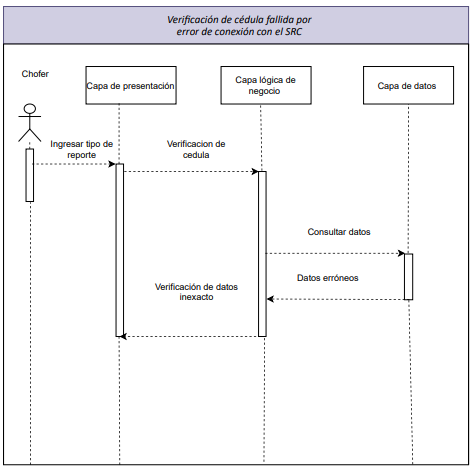 Verificación de cédula fallida por
error de conexión con el SRC
Chofer
Capa de presentación
Capa lógica de
negocio
Capa de datos
Ingresar tipo de
reporte
Verificacion de
cedula
Consultar datos
Datos erróneos
Verificación de datos
inexacto